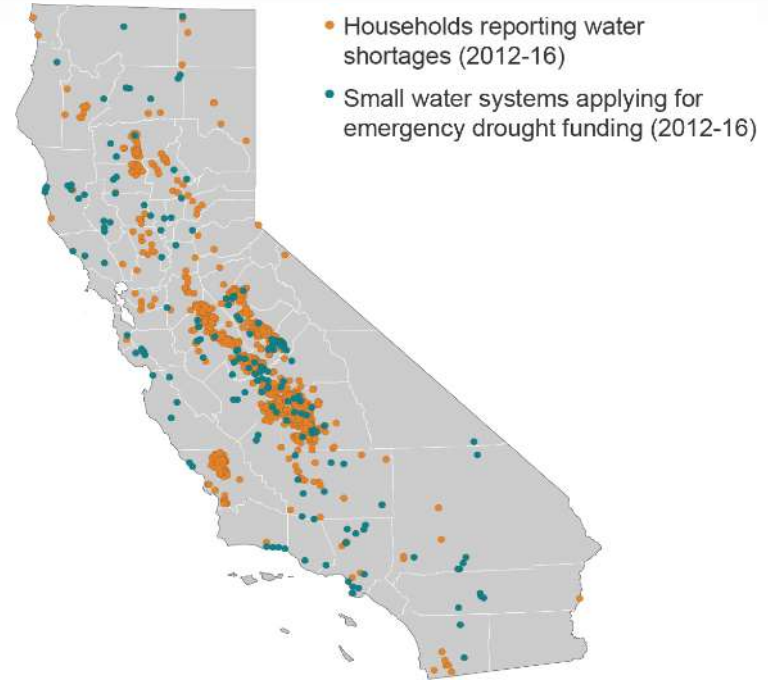 Households reporting water
shortages (2012-16)
Small water systems applying for
emergency drought funding (2012-16)